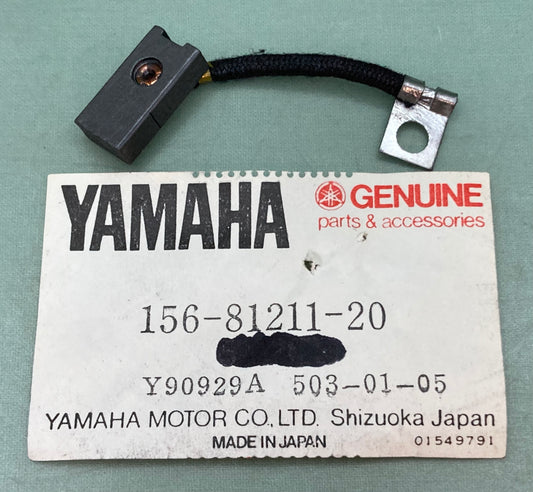 YAMAHA
GENUINE
parts & accessories
156-81211-20
Y90929A 503-01-05
YAMAHA MOTOR CO., LTD. Shizuoka Japan
MADE IN JAPAN 01549791